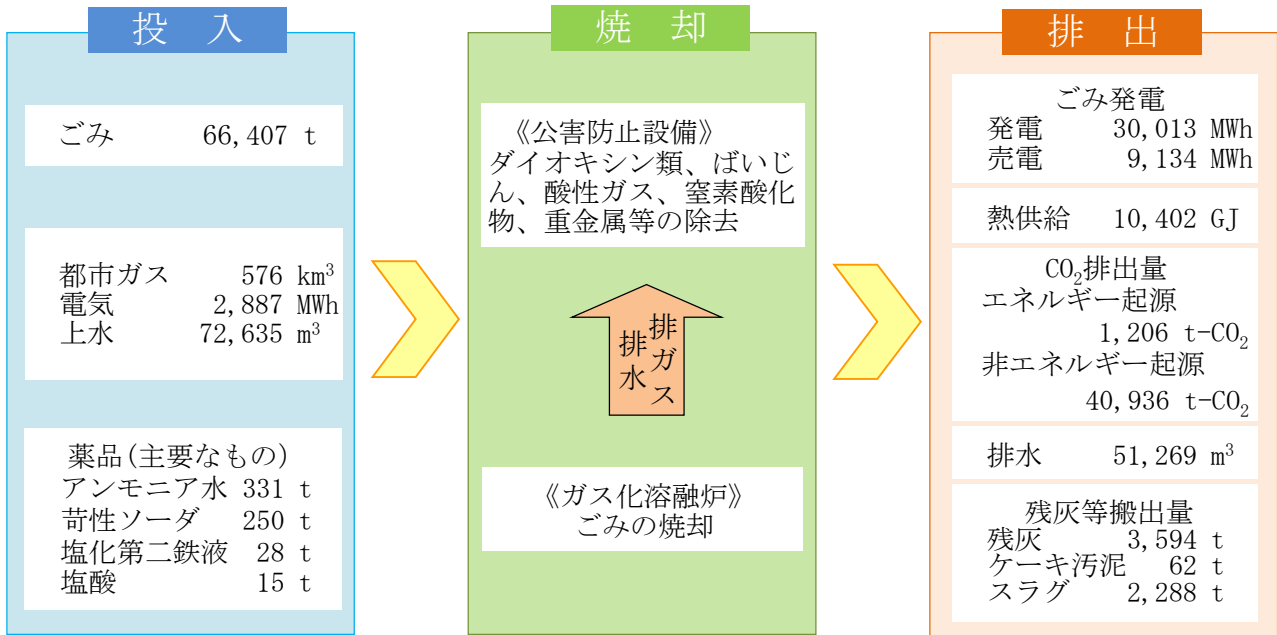 投 入
ごみ 66,407 t
都市ガス 576 km³
電気 2,887 MWh
上水 72,635 m³
薬品(主要なもの)
アンモニア水 331 t
苛性ソーダ 250 t
塩化第二鉄液 28 t
塩酸 15 t
焼 却
《公害防止設備》
ダイオキシン類、ばいじ
ん、酸性ガス、窒素酸化
物、重金属等の除去
排ガス
排水
《ガス化溶融炉》
ごみの焼却
排 出
ごみ発電
発電 30,013 MWh
売電 9,134 MWh
熱供給 10,402 GJ
CO₂排出量
エネルギー起源
1,206 t-CO₂
非エネルギー起源
40,936 t-CO₂
排水 51,269 m³
残灰等搬出量
残灰 3,594 t
ケーキ汚泥 62 t
スラグ 2,288 t